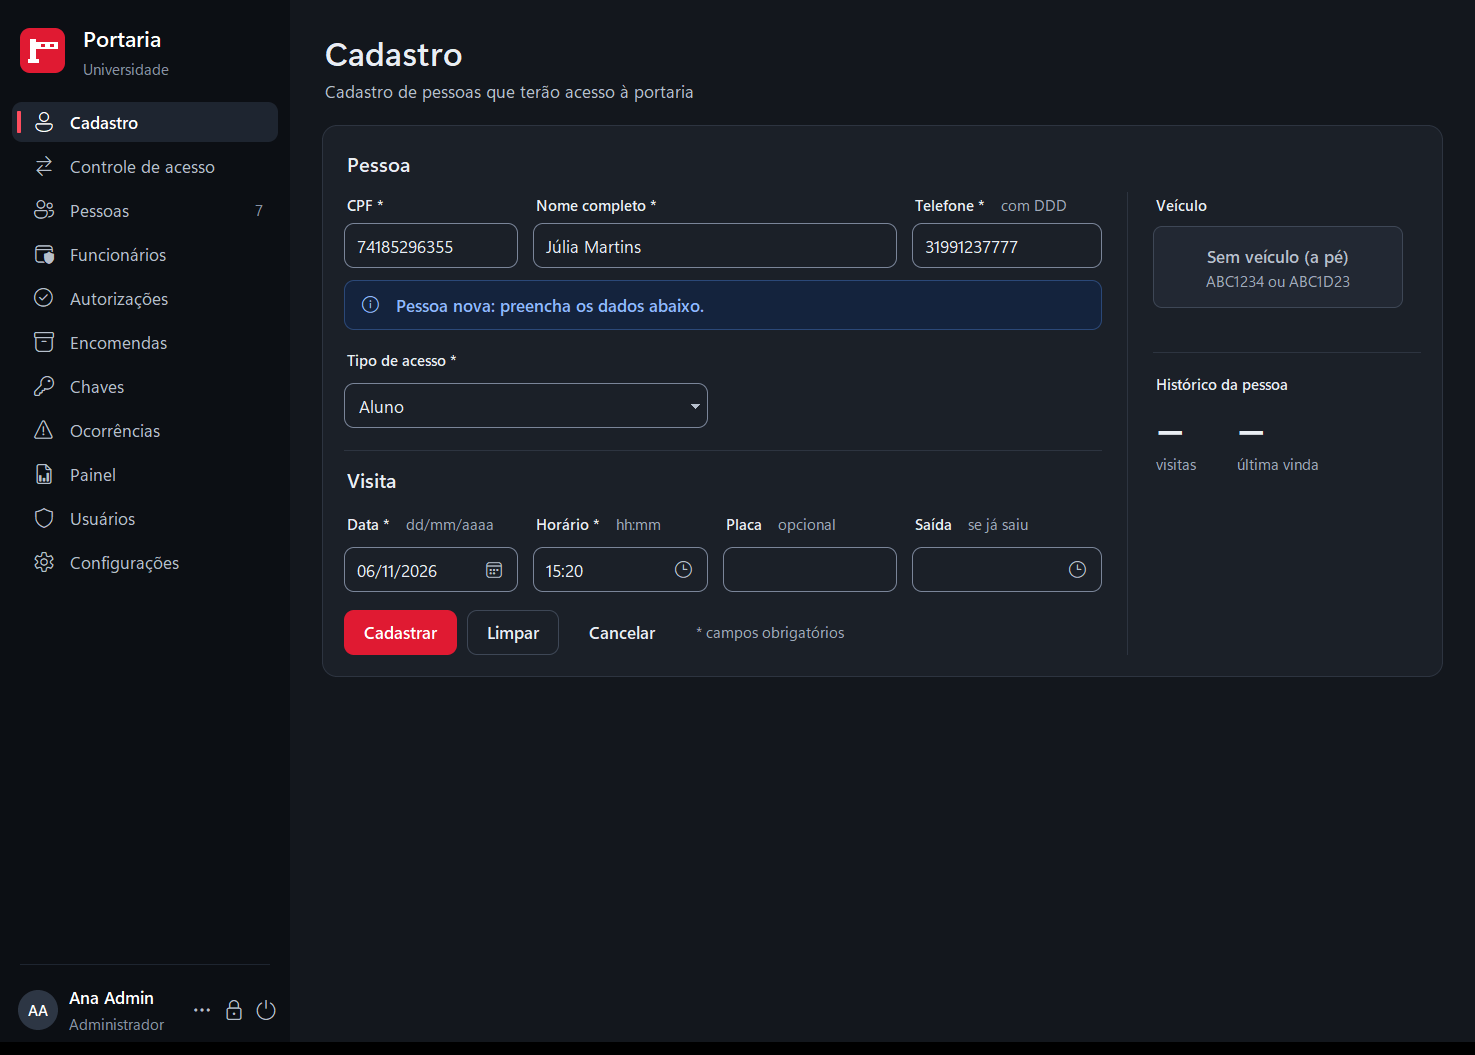 Portaria
Universidade
Cadastro
Controle de acesso
Pessoas 7
Funcionários
Autorizações
Encomendas
Chaves
Ocorrências
Painel
Usuários
Configurações
AA
Ana Admin
Administrador
Cadastro
Cadastro de pessoas que terão acesso à portaria
Pessoa
CPF * Nome completo * Telefone * com DDD
74185296355 Júlia Martins 31991237777
Pessoa nova: preencha os dados abaixo.
Tipo de acesso *
Aluno
Visita
Data * dd/mm/aaaa Horário * hh:mm Placa opcional Saída se já saiu
06/11/2026 15:20
Cadastrar Limpar Cancelar * campos obrigatórios
Veículo
Sem veículo (a pé)
ABC1234 ou ABC1D23
Histórico da pessoa
— —
visitas última vinda